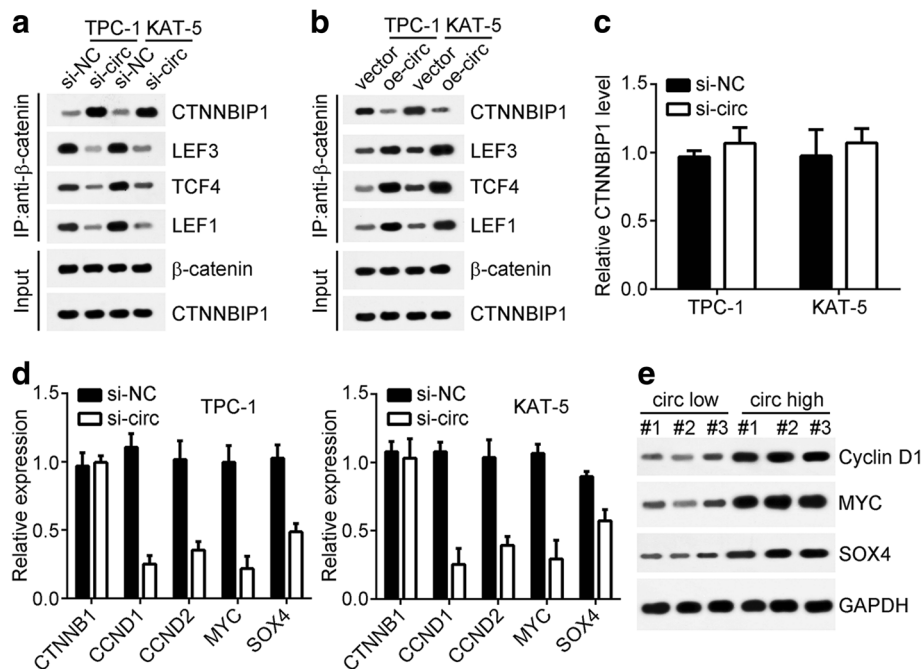 a
TPC-1 KAT-5
si-NC si-circ si-NC si-circ
IP:anti-β-catenin
CTNNBIP1
LEF3
TCF4
LEF1
Input
β-catenin
CTNNBIP1
b
TPC-1 KAT-5
vector oe-circ vector oe-circ
IP:anti-β-catenin
CTNNBIP1
LEF3
TCF4
LEF1
Input
β-catenin
CTNNBIP1
c
Relative CTNNBIP1 level
1.5
1.0
0.5
0.0
si-NC
si-circ
TPC-1 KAT-5
d
Relative expression
1.5
1.0
0.5
0.0
si-NC
si-circ
TPC-1
CTNNB1 CCND1 CCND2 MYC SOX4
Relative expression
1.5
1.0
0.5
0.0
si-NC
si-circ
KAT-5
CTNNB1 CCND1 CCND2 MYC SOX4
e
circ low circ high
#1 #2 #3 #1 #2 #3
Cyclin D1
MYC
SOX4
GAPDH